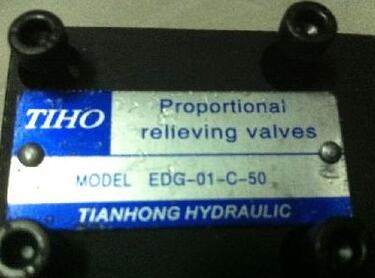 TIHO
Proportional
relieving valves
MODEL EDG-01-C-50
TIANHONG HYDRAULIC